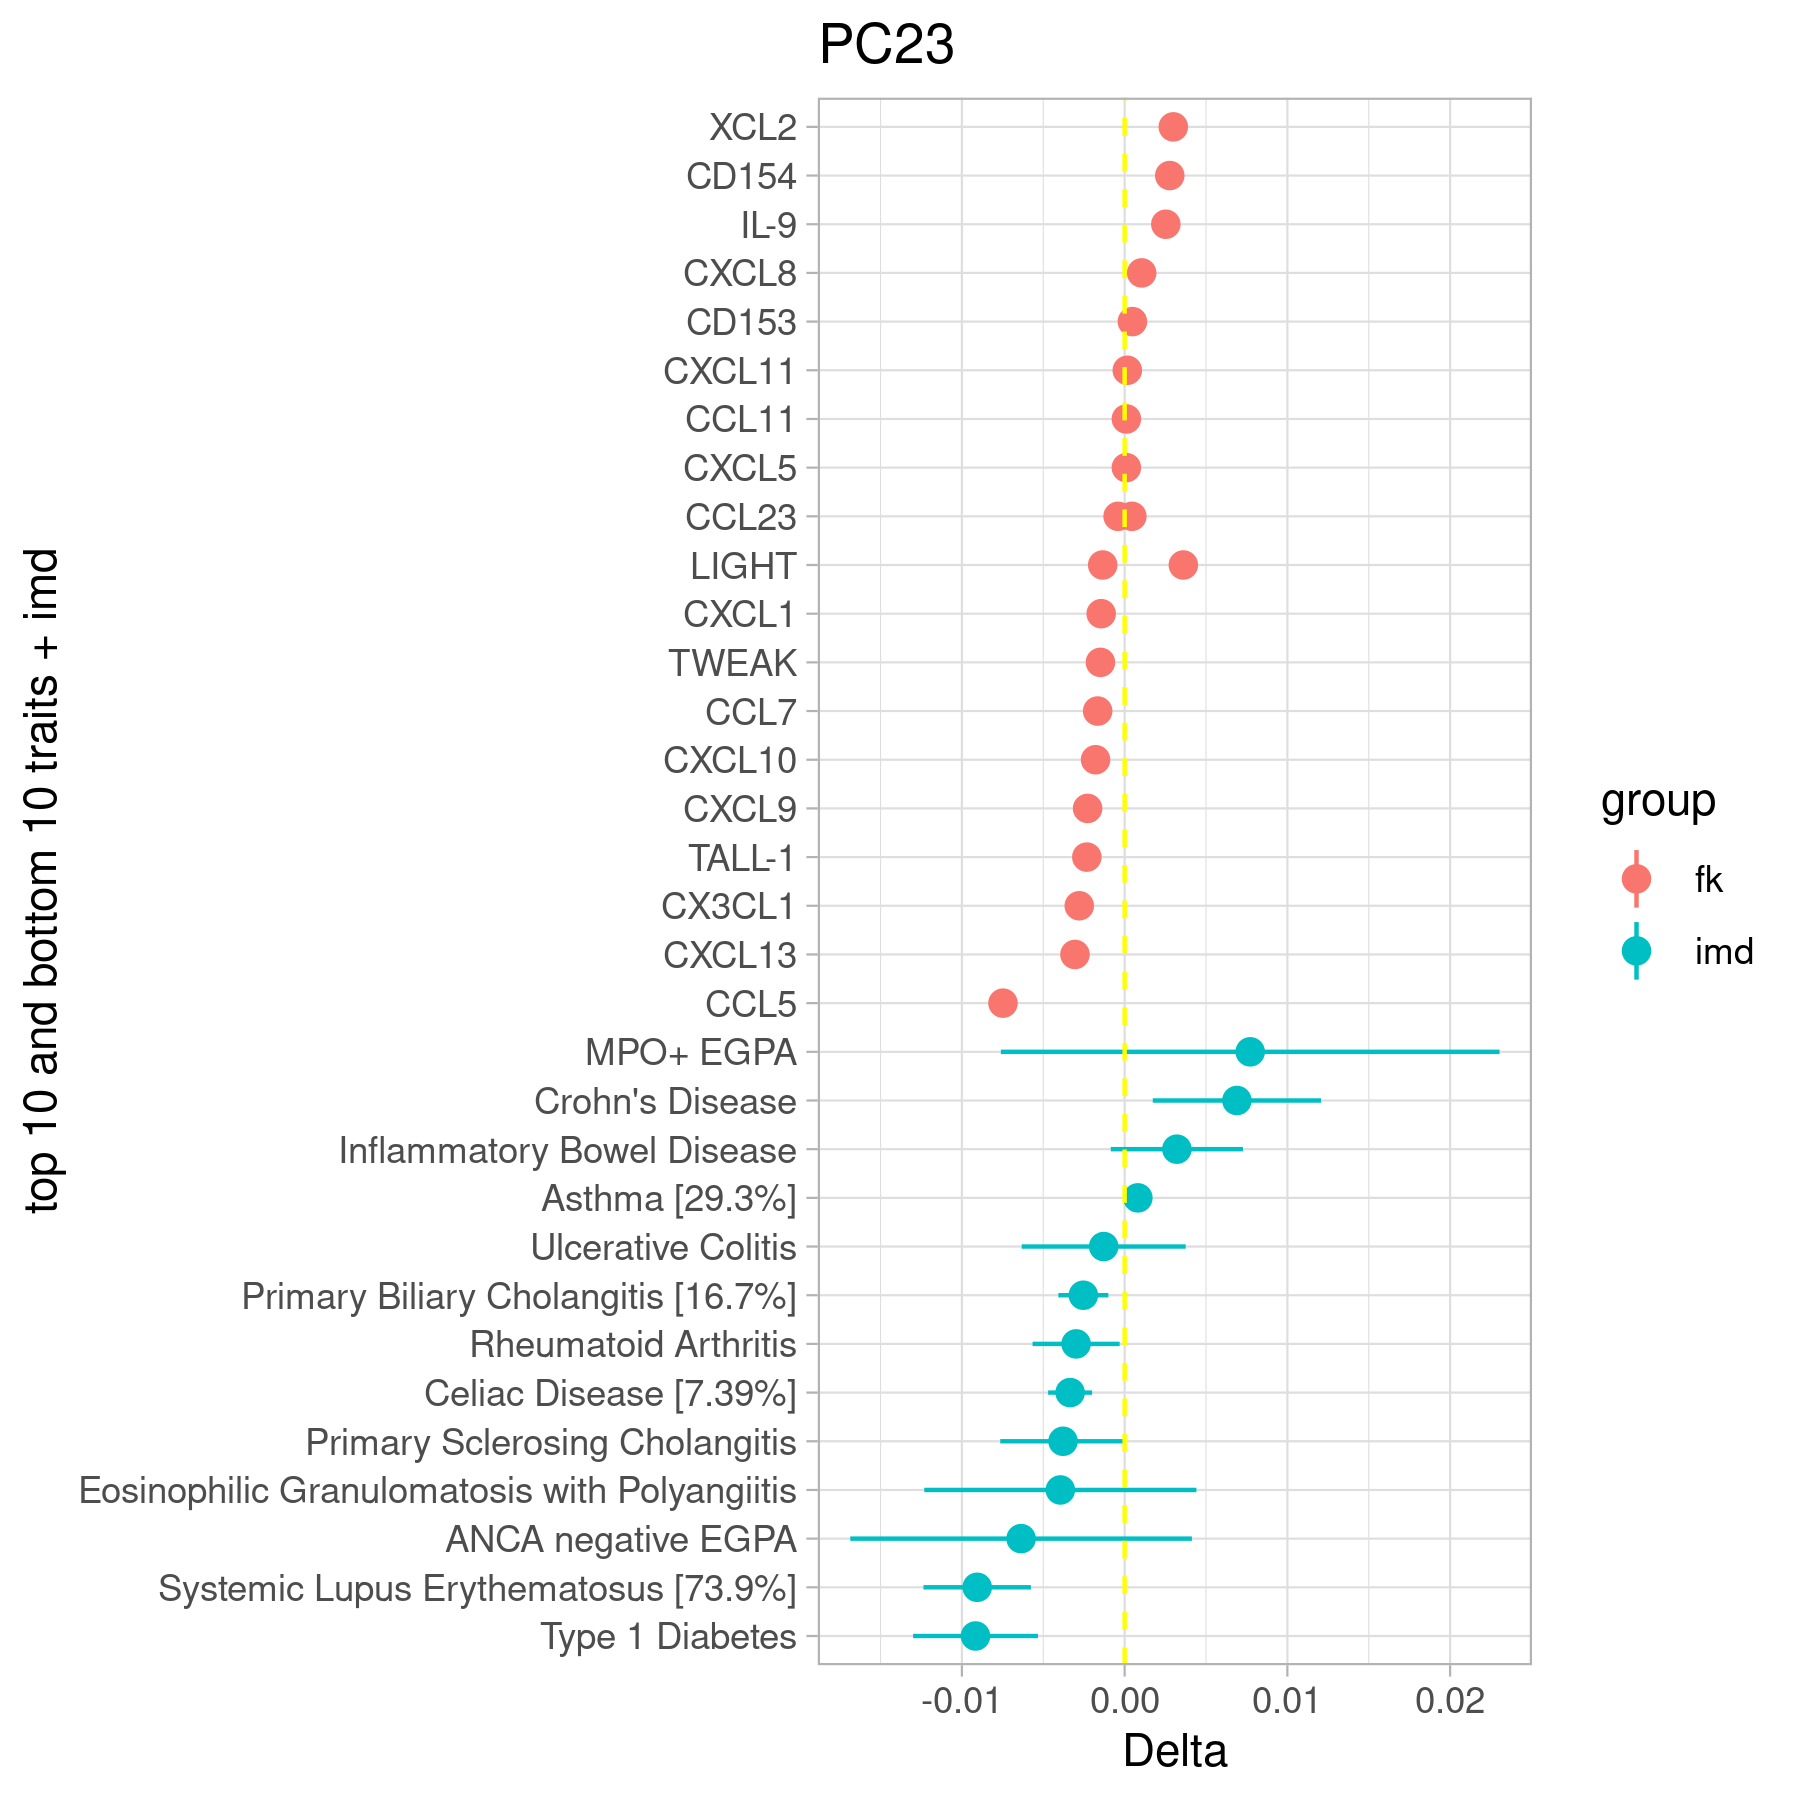 PC23
top 10 and bottom 10 traits + imd
XCL2
CD154
IL-9
CXCL8
CD153
CXCL11
CCL11
CXCL5
CCL23
LIGHT
CXCL1
TWEAK
CCL7
CXCL10
CXCL9
TALL-1
CX3CL1
CXCL13
CCL5
MPO+ EGPA
Crohn's Disease
Inflammatory Bowel Disease
Asthma [29.3%]
Ulcerative Colitis
Primary Biliary Cholangitis [16.7%]
Rheumatoid Arthritis
Celiac Disease [7.39%]
Primary Sclerosing Cholangitis
Eosinophilic Granulomatosis with Polyangiitis
ANCA negative EGPA
Systemic Lupus Erythematosus [73.9%]
Type 1 Diabetes
-0.01 0.00 0.01 0.02
Delta
group
fk
imd